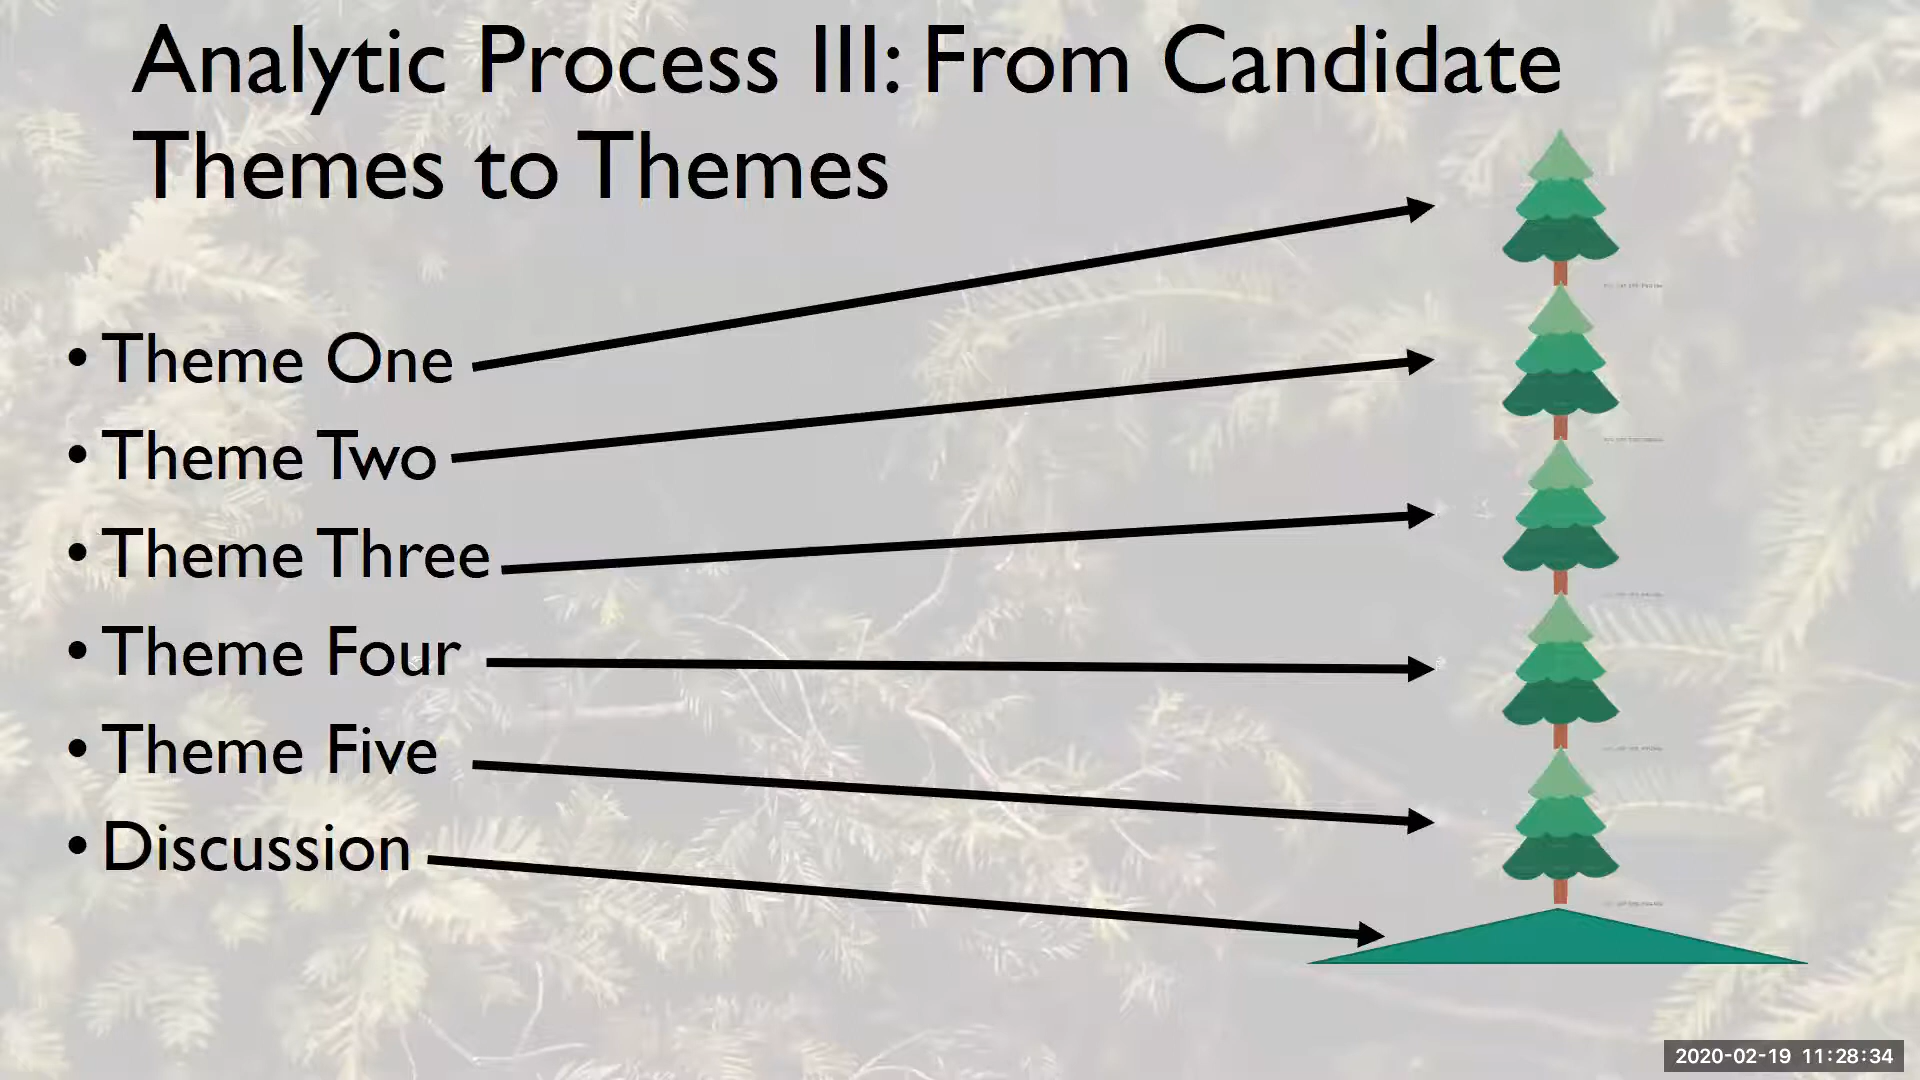 Analytic Process III: From Candidate
Themes to Themes
• Theme One
• Theme Two
• Theme Three
• Theme Four
• Theme Five
• Discussion
2020-02-19 11:28:34